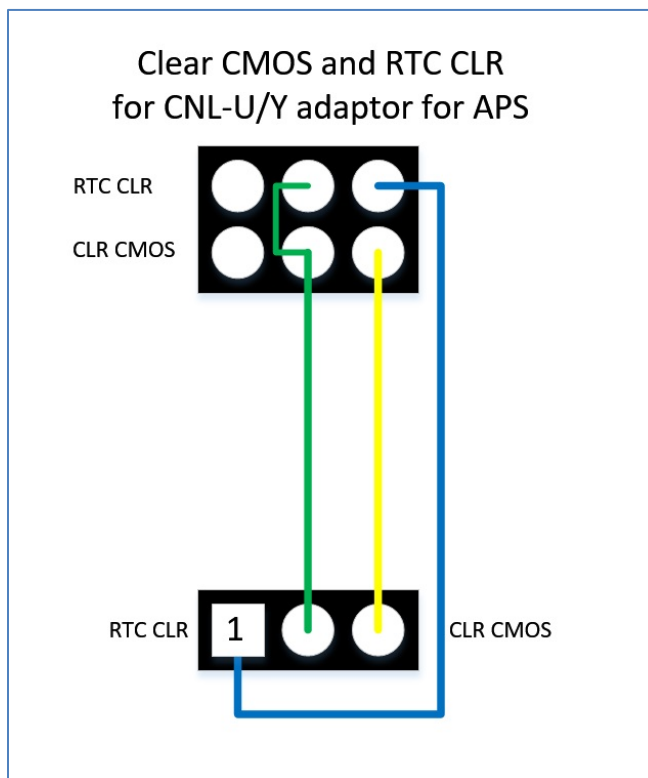 Clear CMOS and RTC CLR
for CNL-U/Y adaptor for APS
RTC CLR
CLR CMOS
RTC CLR
1
CLR CMOS